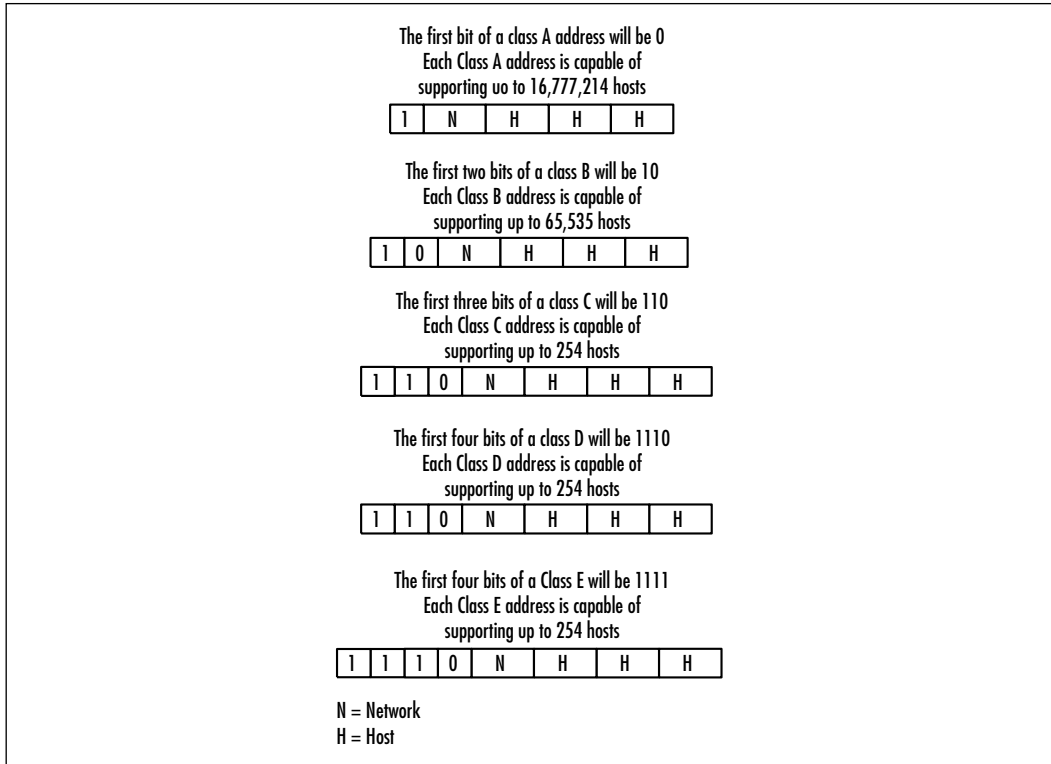 The first bit of a class A address will be 0
Each Class A address is capable of
supporting uo to 16,777,214 hosts
1 N H H H
The first two bits of a class B will be 10
Each Class B address is capable of
supporting up to 65,535 hosts
1 0 N H H H
The first three bits of a class C will be 110
Each Class C address is capable of
supporting up to 254 hosts
1 1 0 N H H H
The first four bits of a class D will be 1110
Each Class D address is capable of
supporting up to 254 hosts
1 1 0 N H H H
The first four bits of a Class E will be 1111
Each Class E address is capable of
supporting up to 254 hosts
1 1 1 0 N H H H
N = Network
H = Host